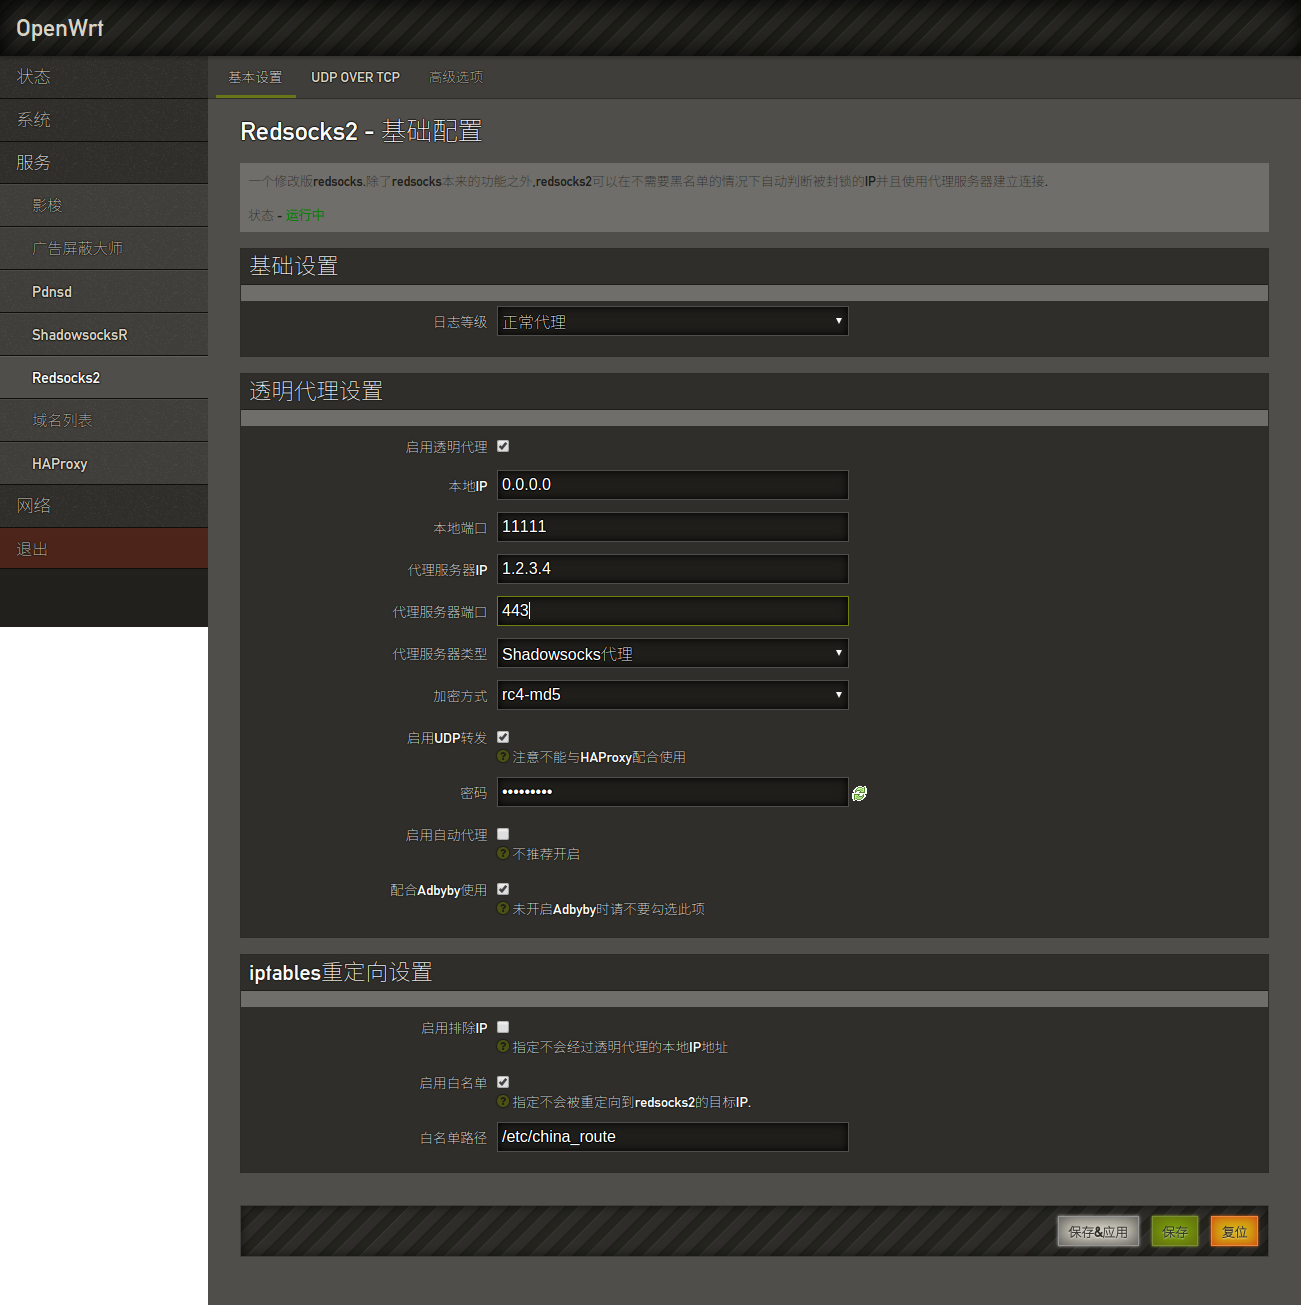 OpenWrt
状态
系统
服务
影梭
广告屏蔽大师
Pdnsd
ShadowsocksR
Redsocks2
域名列表
HAProxy
网络
退出
基本设置 UDP OVER TCP 高级选项
Redsocks2 - 基础配置
一个修改版redsocks.除了redsocks本来的功能之外,redsocks2可以在不需要黑名单的情况下自动判断被封锁的IP并且使用代理服务器建立连接.
状态 - 运行中
基础设置
日志等级 正常代理
透明代理设置
启用透明代理
本地IP 0.0.0.0
本地端口 11111
代理服务器IP 1.2.3.4
代理服务器端口 443
代理服务器类型 Shadowsocks代理
加密方式 rc4-md5
启用UDP转发
注意不能与HAProxy配合使用
密码 •••••••••
启用自动代理
不推荐开启
配合Adbyby使用
未开启Adbyby时请不要勾选此项
iptables重定向设置
启用排除IP
指定不会经过透明代理的本地IP地址
启用白名单
指定不会被重定向到redsocks2的目标IP.
白名单路径 /etc/china_route
保存&应用 保存 复位